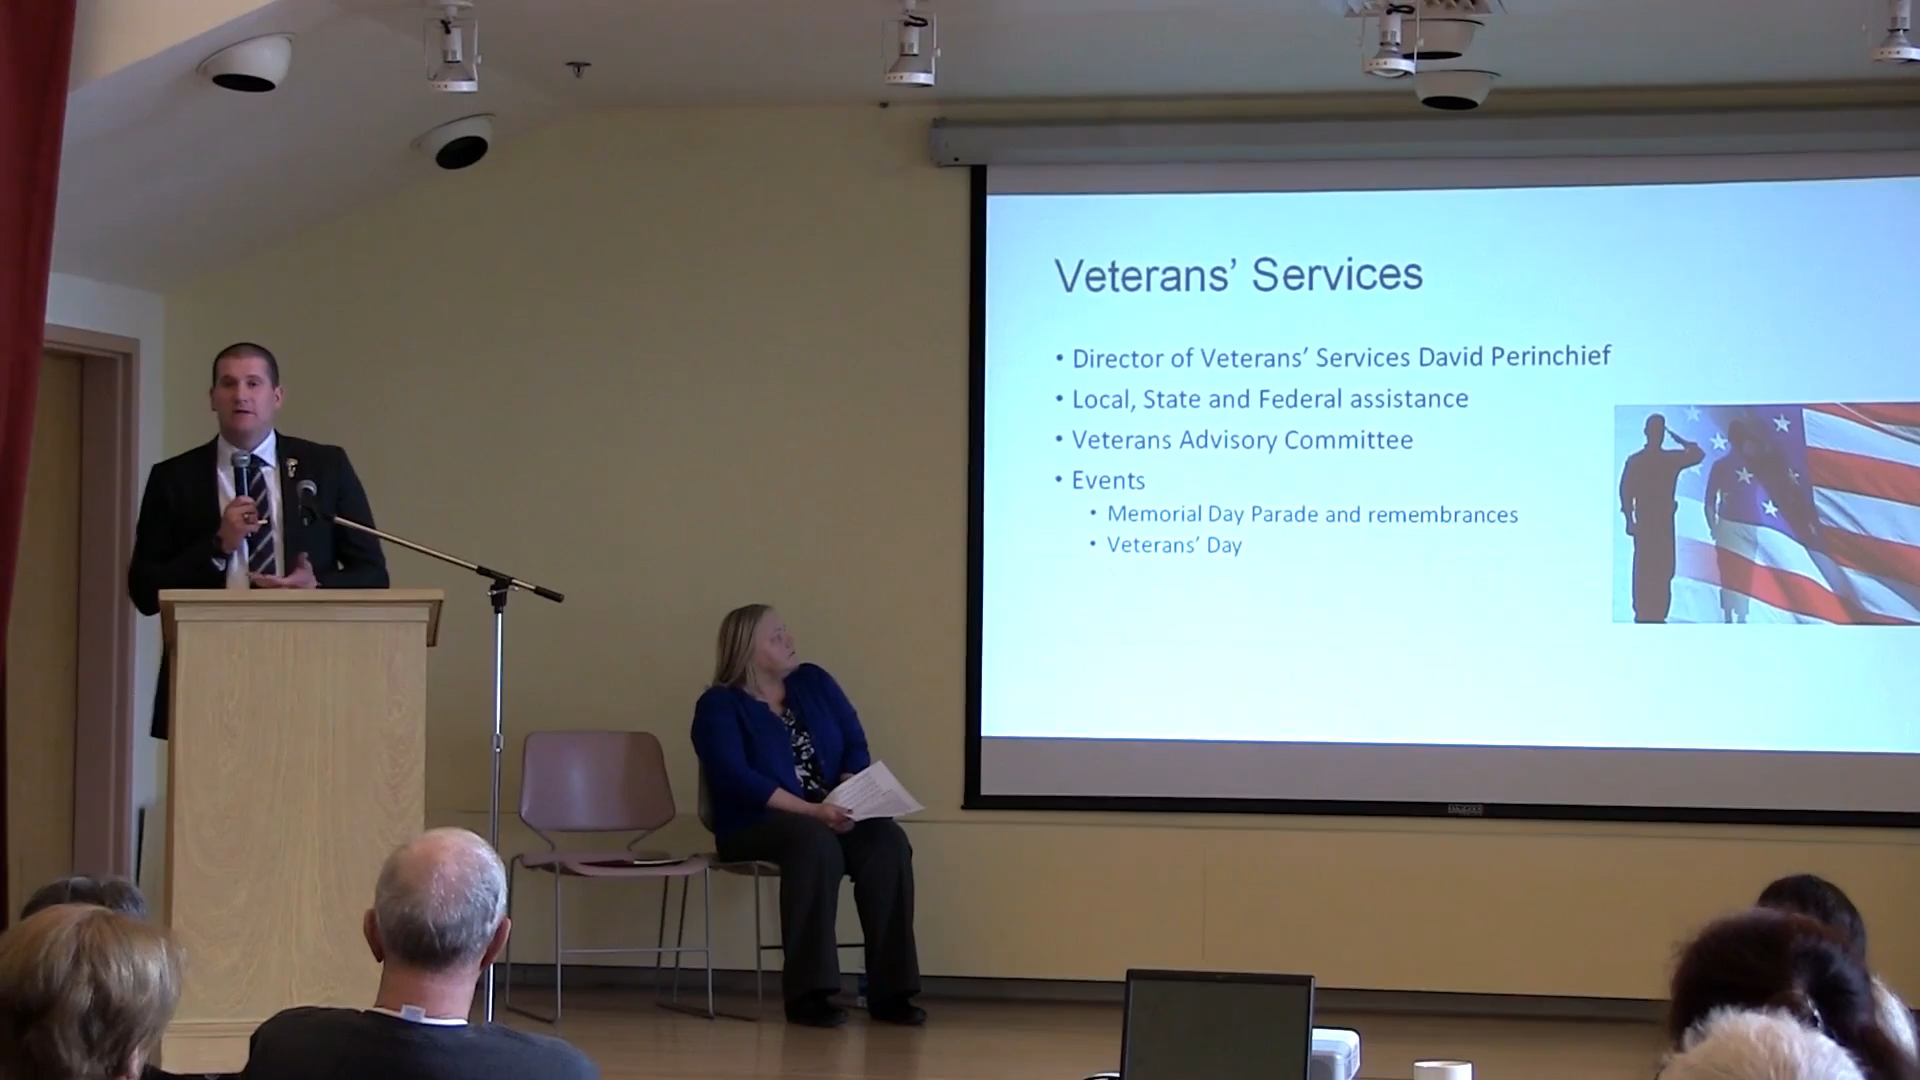 Veterans’ Services
• Director of Veterans’ Services David Perinchief
• Local, State and Federal assistance
• Veterans Advisory Committee
• Events
• Memorial Day Parade and remembrances
• Veterans’ Day